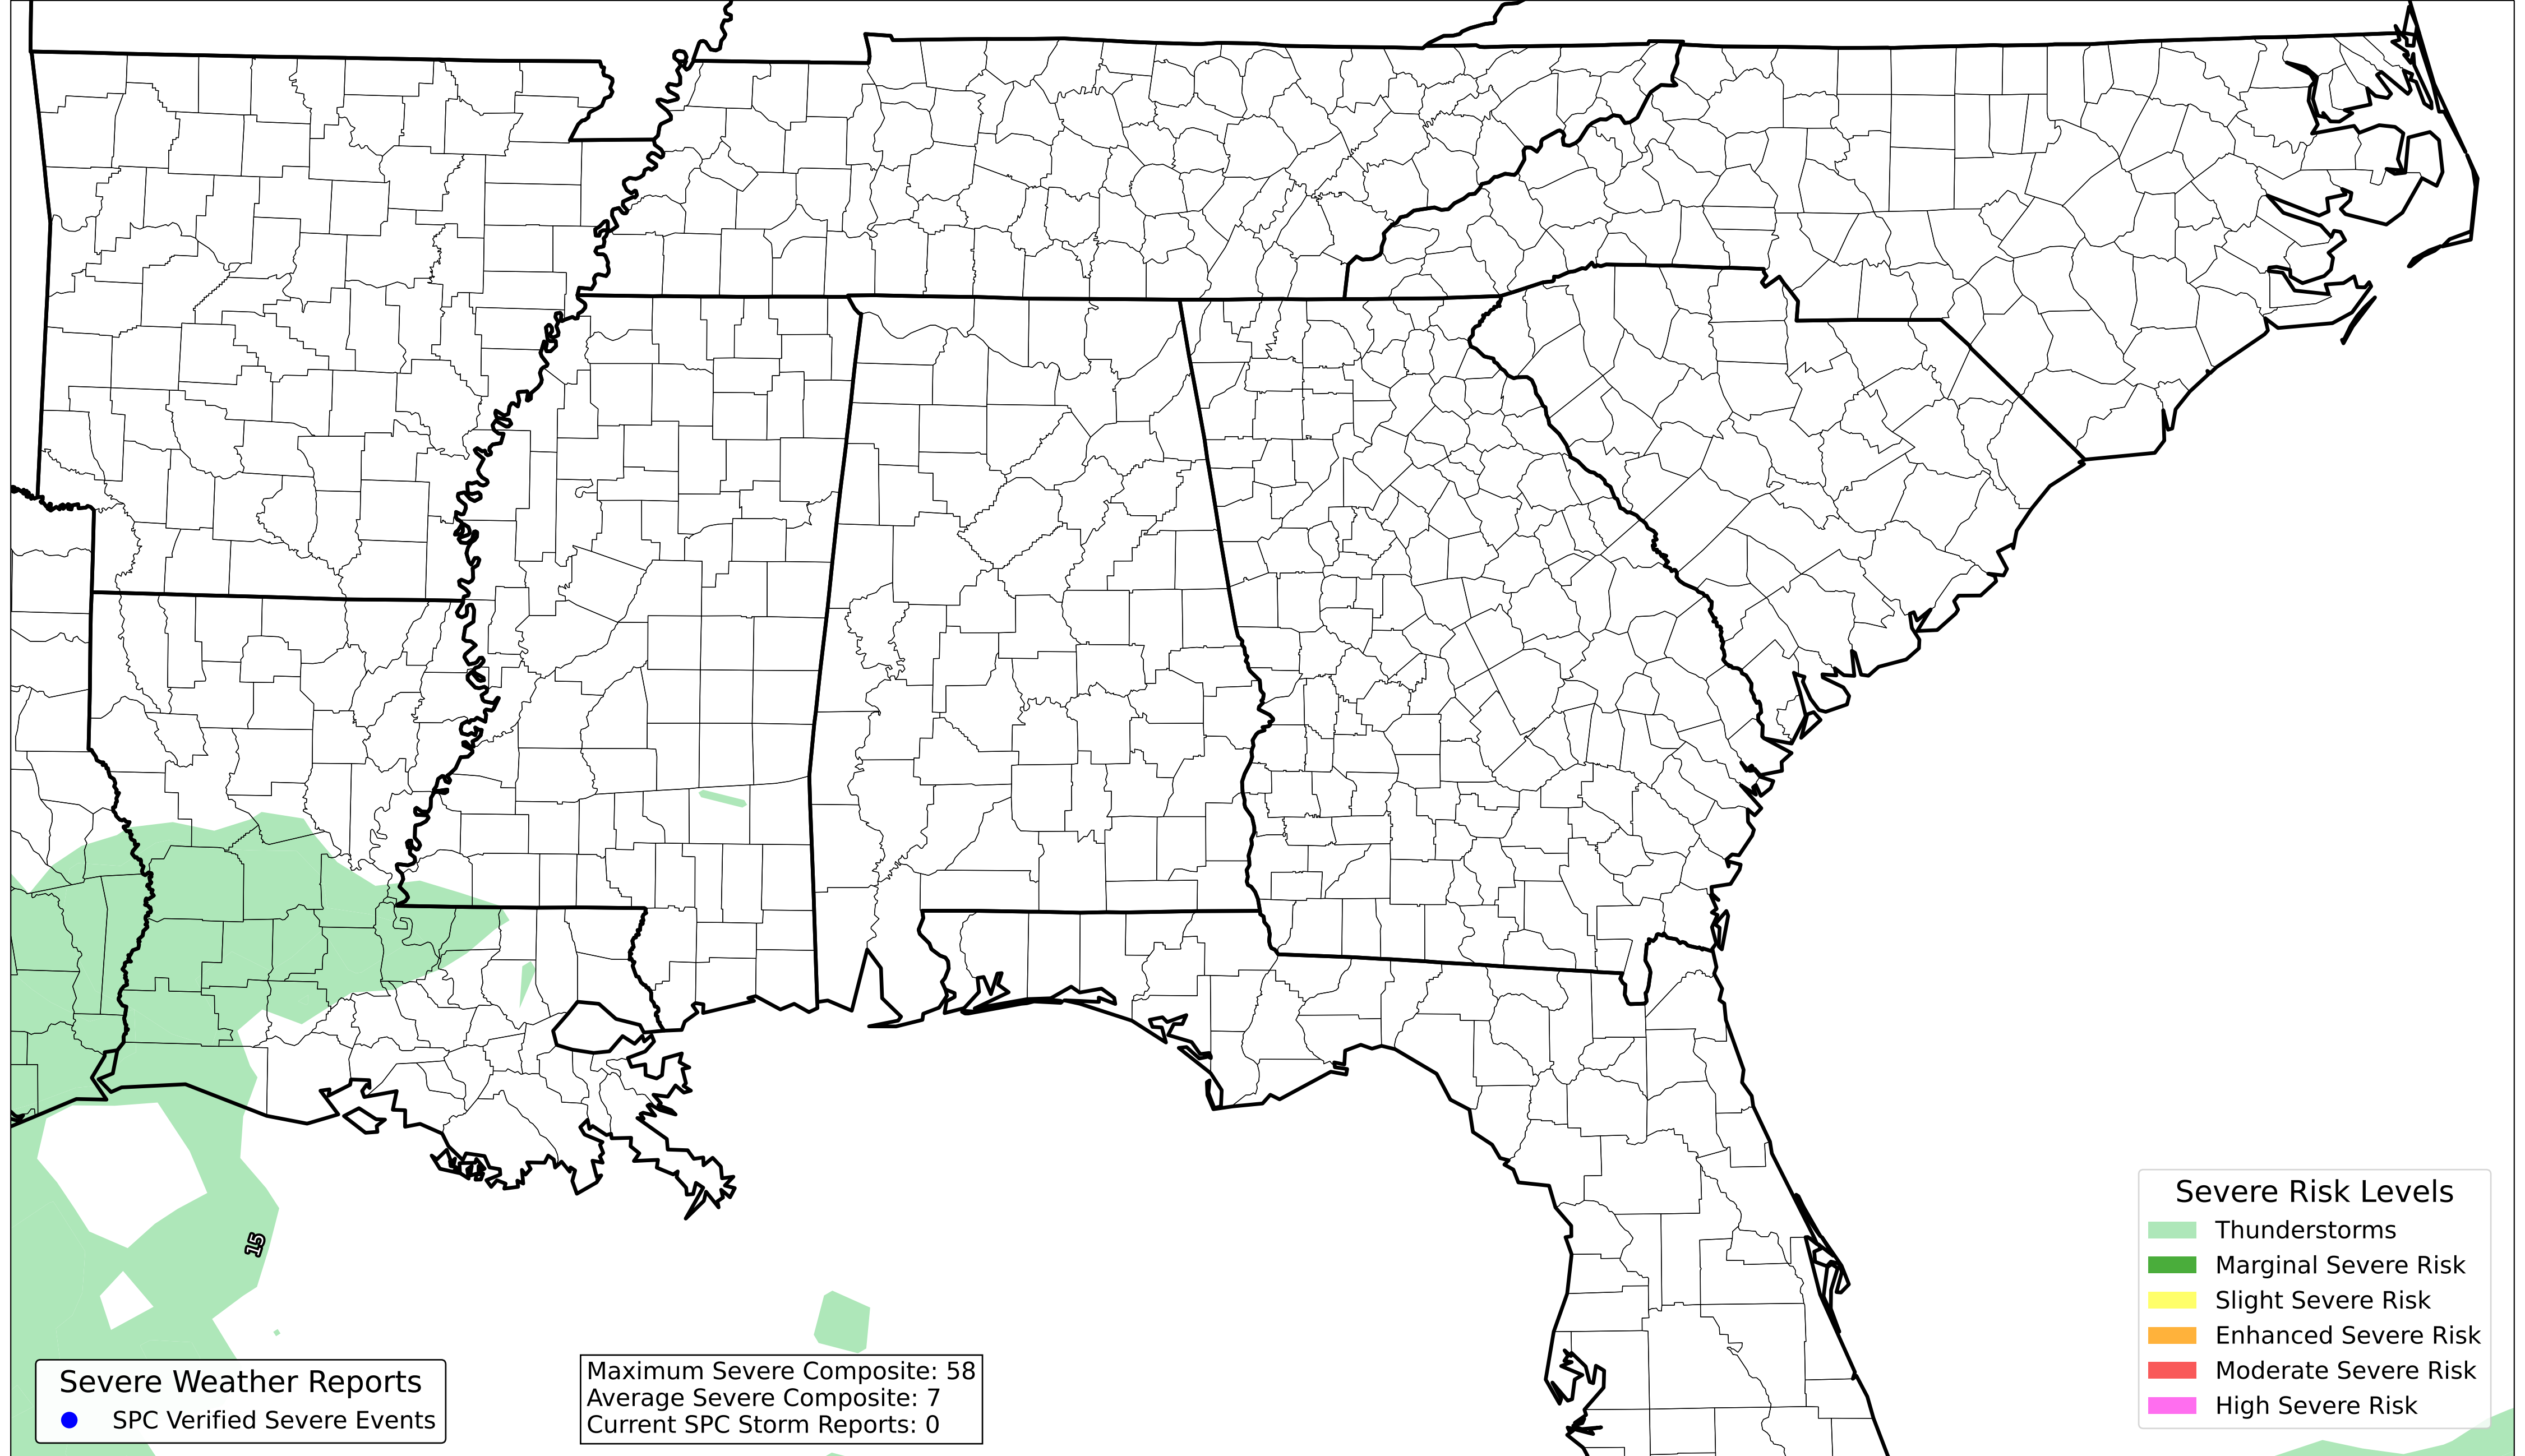 15
Severe Weather Reports
SPC Verified Severe Events
Maximum Severe Composite: 58
Average Severe Composite: 7
Current SPC Storm Reports: 0
Severe Risk Levels
Thunderstorms
Marginal Severe Risk
Slight Severe Risk
Enhanced Severe Risk
Moderate Severe Risk
High Severe Risk